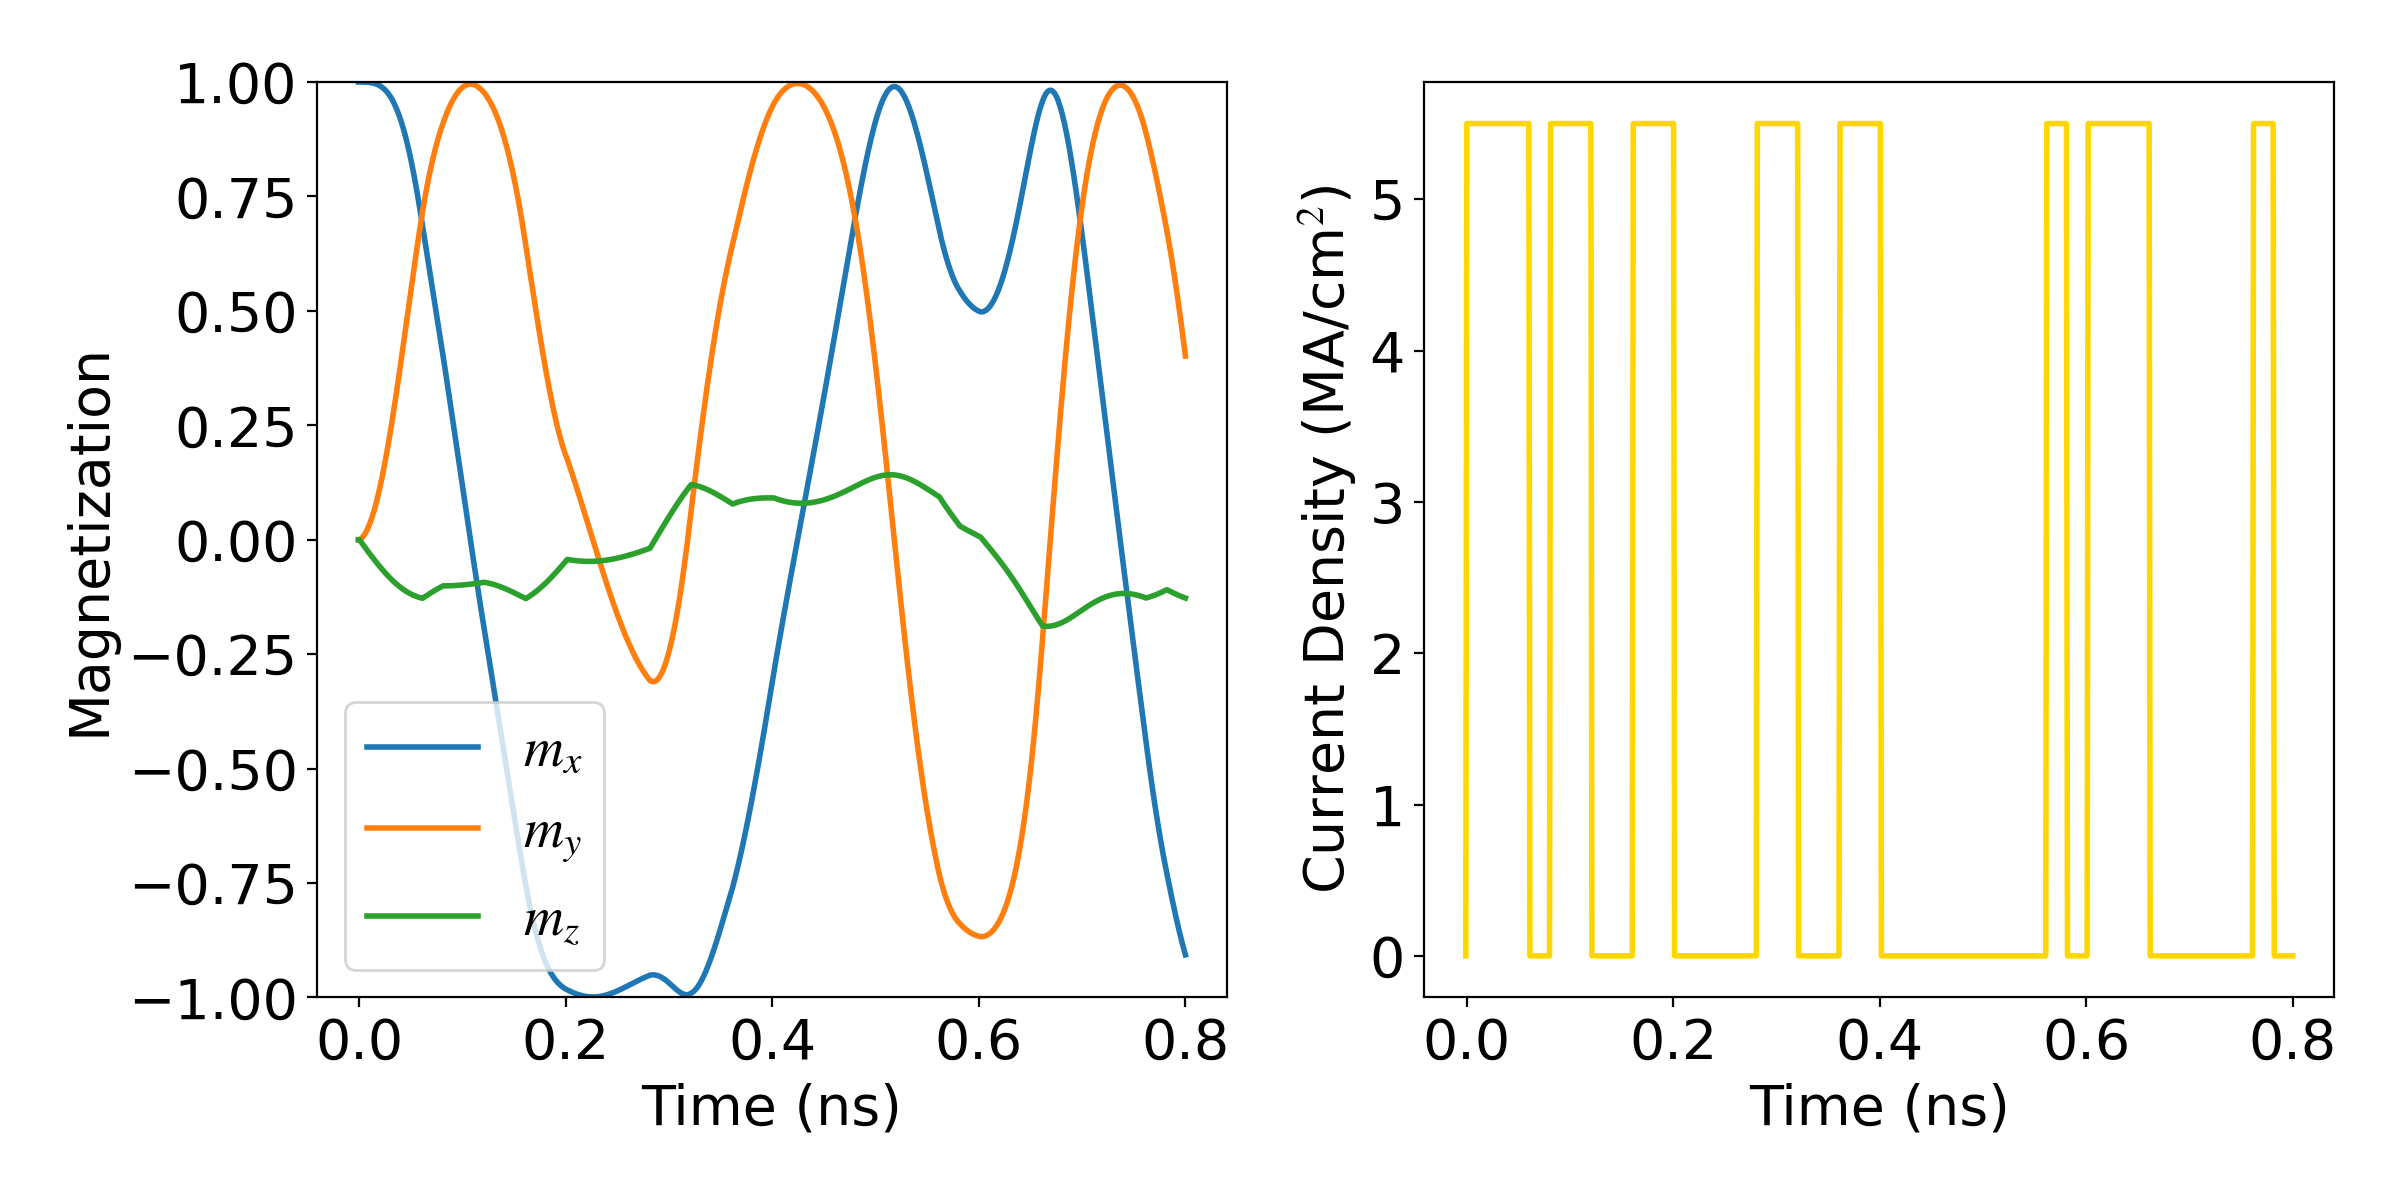 Magnetization
1.00
0.75
0.50
0.25
0.00
−0.25
−0.50
−0.75
−1.00
m_x
m_y
m_z
0.0 0.2 0.4 0.6 0.8
Time (ns)
Current Density (MA/cm²)
5
4
3
2
1
0
0.0 0.2 0.4 0.6 0.8
Time (ns)